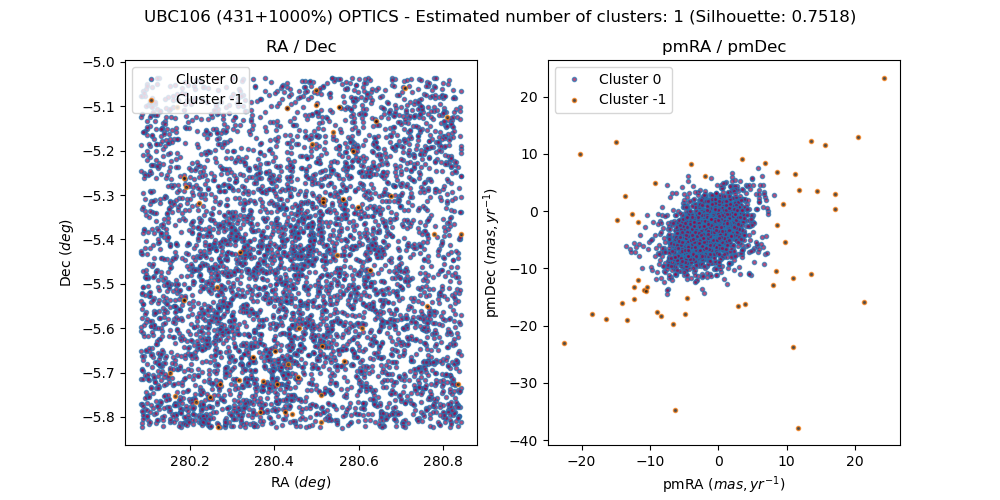 UBC106 (431+1000%) OPTICS - Estimated number of clusters: 1 (Silhouette: 0.7518)
RA / Dec
pmRA / pmDec
Cluster 0
Cluster -1
Cluster 0
Cluster -1
−5.0
−5.1
−5.2
−5.3
−5.4
−5.5
−5.6
−5.7
−5.8
Dec (deg)
280.2
280.4
280.6
280.8
RA (deg)
20
10
0
−10
−20
−30
−40
pmDec (mas, yr⁻¹)
−20
−10
0
10
20
pmRA (mas, yr⁻¹)